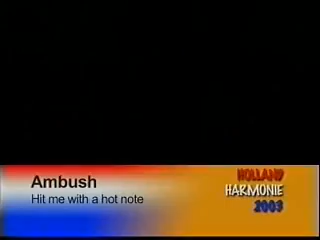 Ambush
Hit me with a hot note
HOLLAND
HARMONIE
2003